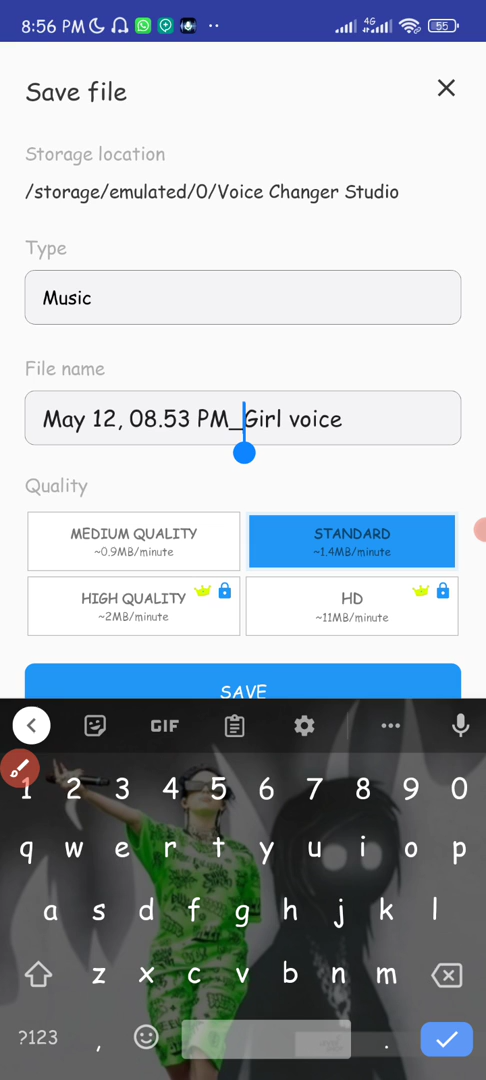 8:56 PM
4G
55
Save file
Storage location
/storage/emulated/0/Voice Changer Studio
Type
Music
File name
May 12, 08.53 PM_Girl voice
Quality
MEDIUM QUALITY
~0.9MB/minute
STANDARD
~1.4MB/minute
HIGH QUALITY
~2MB/minute
HD
~11MB/minute
SAVE
GIF
1 2 3 4 5 6 7 8 9 0
q w e r t y u i o p
a s d f g h j k l
z x c v b n m
?123 , .